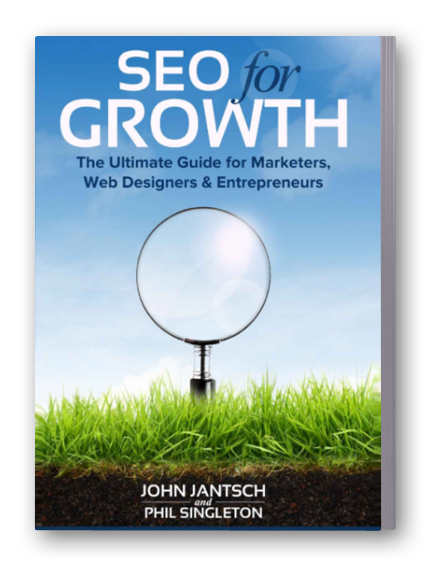 SEO for
GROWTH
The Ultimate Guide for Marketers,
Web Designers & Entrepreneurs
JOHN JANTSCH
and
PHIL SINGLETON